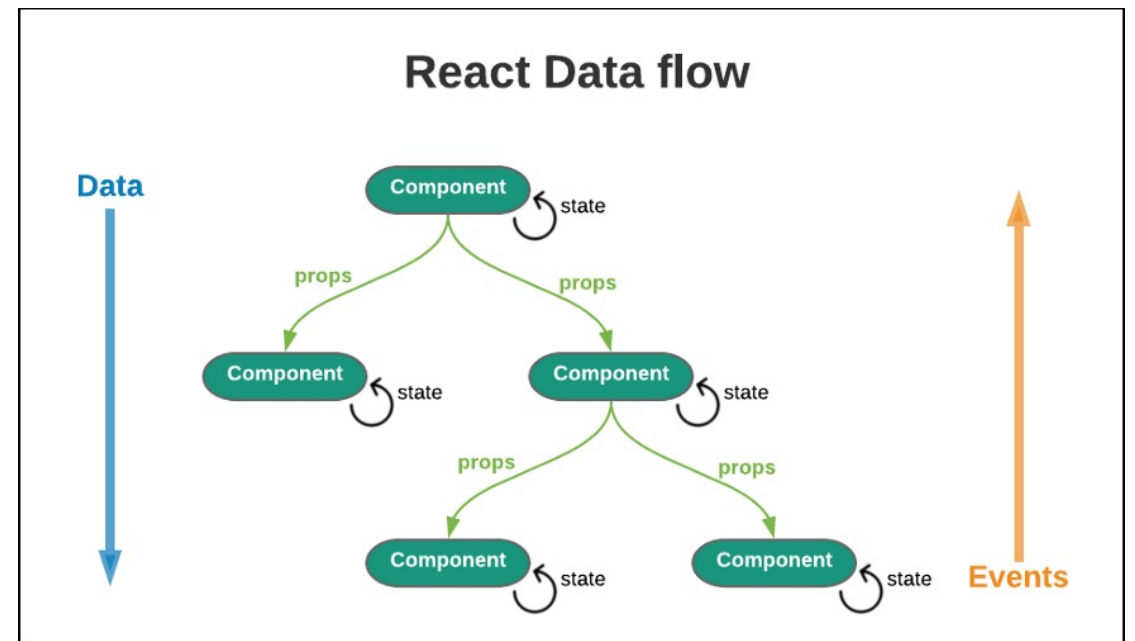 React Data flow
Data
Component
state
props
props
Component
state
Component
state
props
props
Component
state
Component
state
Events